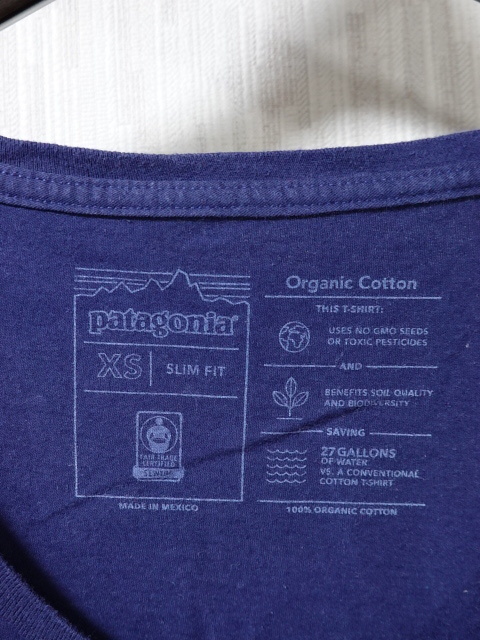 patagonia
XS
SLIM FIT
FAIR TRADE
CERTIFIED
SEWING
MADE IN MEXICO
Organic Cotton
THIS T-SHIRT:
USES NO GMO SEEDS
OR TOXIC PESTICIDES
AND
BENEFITS SOIL QUALITY
AND BIODIVERSITY
SAVING
27 GALLONS
OF WATER
VS. A CONVENTIONAL
COTTON T-SHIRT
100% ORGANIC COTTON